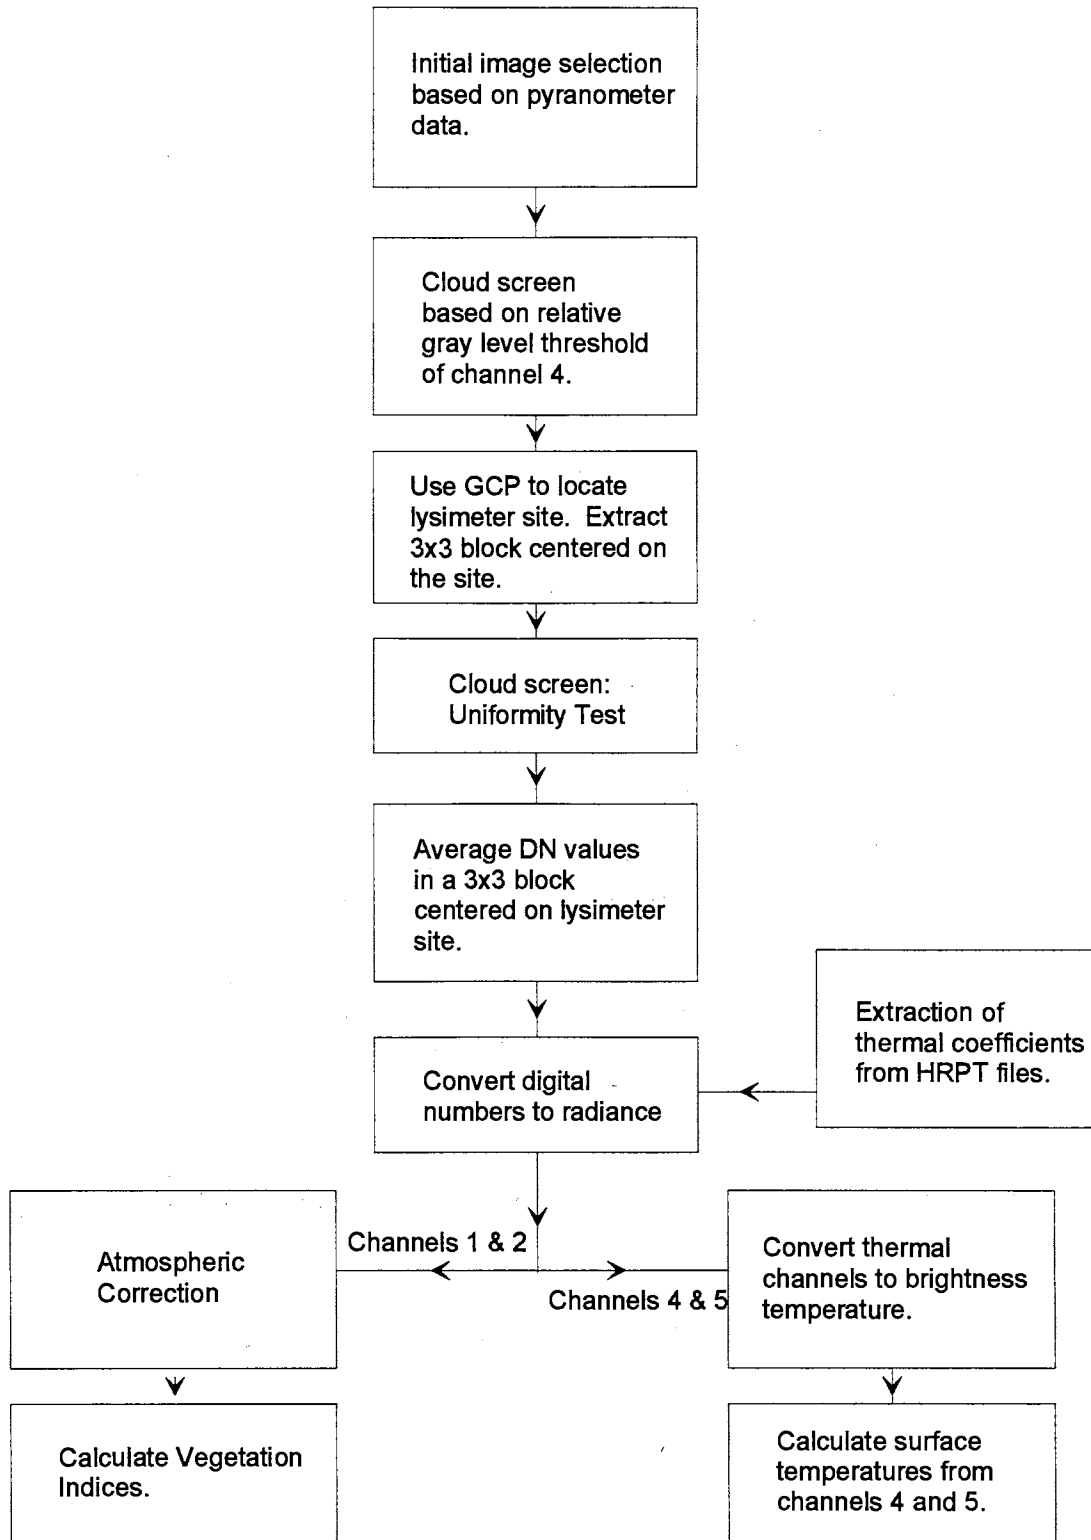 Initial image selection
based on pyranometer
data.
Cloud screen
based on relative
gray level threshold
of channel 4.
Use GCP to locate
lysimeter site.  Extract
3x3 block centered on
the site.
Cloud screen:
Uniformity Test
Average DN values
in a 3x3 block
centered on lysimeter
site.
Extraction of
thermal coefficients
from HRPT files.
Convert digital
numbers to radiance
Channels 1 & 2
Channels 4 & 5
Atmospheric
Correction
Convert thermal
channels to brightness
temperature.
Calculate Vegetation
Indices.
Calculate surface
temperatures from
channels 4 and 5.